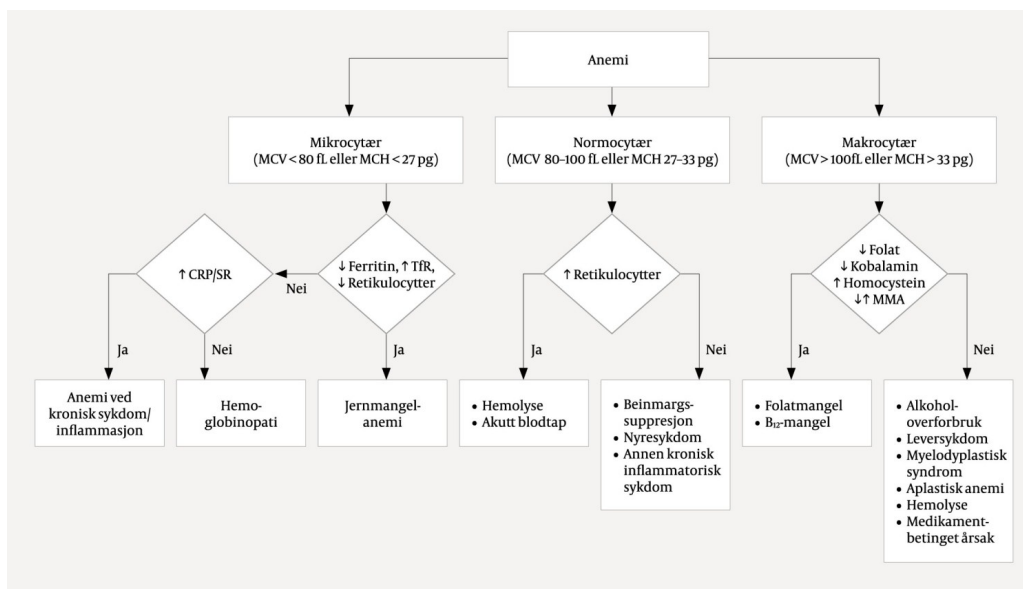 Anemi
Mikrocytær
(MCV < 80 fL eller MCH < 27 pg)
Normocytær
(MCV 80–100 fL eller MCH 27–33 pg)
Makrocytær
(MCV > 100fL eller MCH > 33 pg)
↑ CRP/SR
Nei
↓ Ferritin, ↑ TfR,
↓ Retikulocytter
↑ Retikulocytter
↓ Folat
↓ Kobalamin
↑ Homocystein
↓↑ MMA
Ja
Nei
Ja
Ja
Nei
Ja
Nei
Anemi ved
kronisk sykdom/
inflammasjon
Hemo-
globinopati
Jernmangel-
anemi
• Hemolyse
• Akutt blodtap
• Beinmargs-
suppresjon
• Nyresykdom
• Annen kronisk
inflammatorisk
sykdom
• Folatmangel
• B₁₂-mangel
• Alkohol-
overforbruk
• Leversykdom
• Myelodyplastisk
syndrom
• Aplastisk anemi
• Hemolyse
• Medikament-
betinget årsak